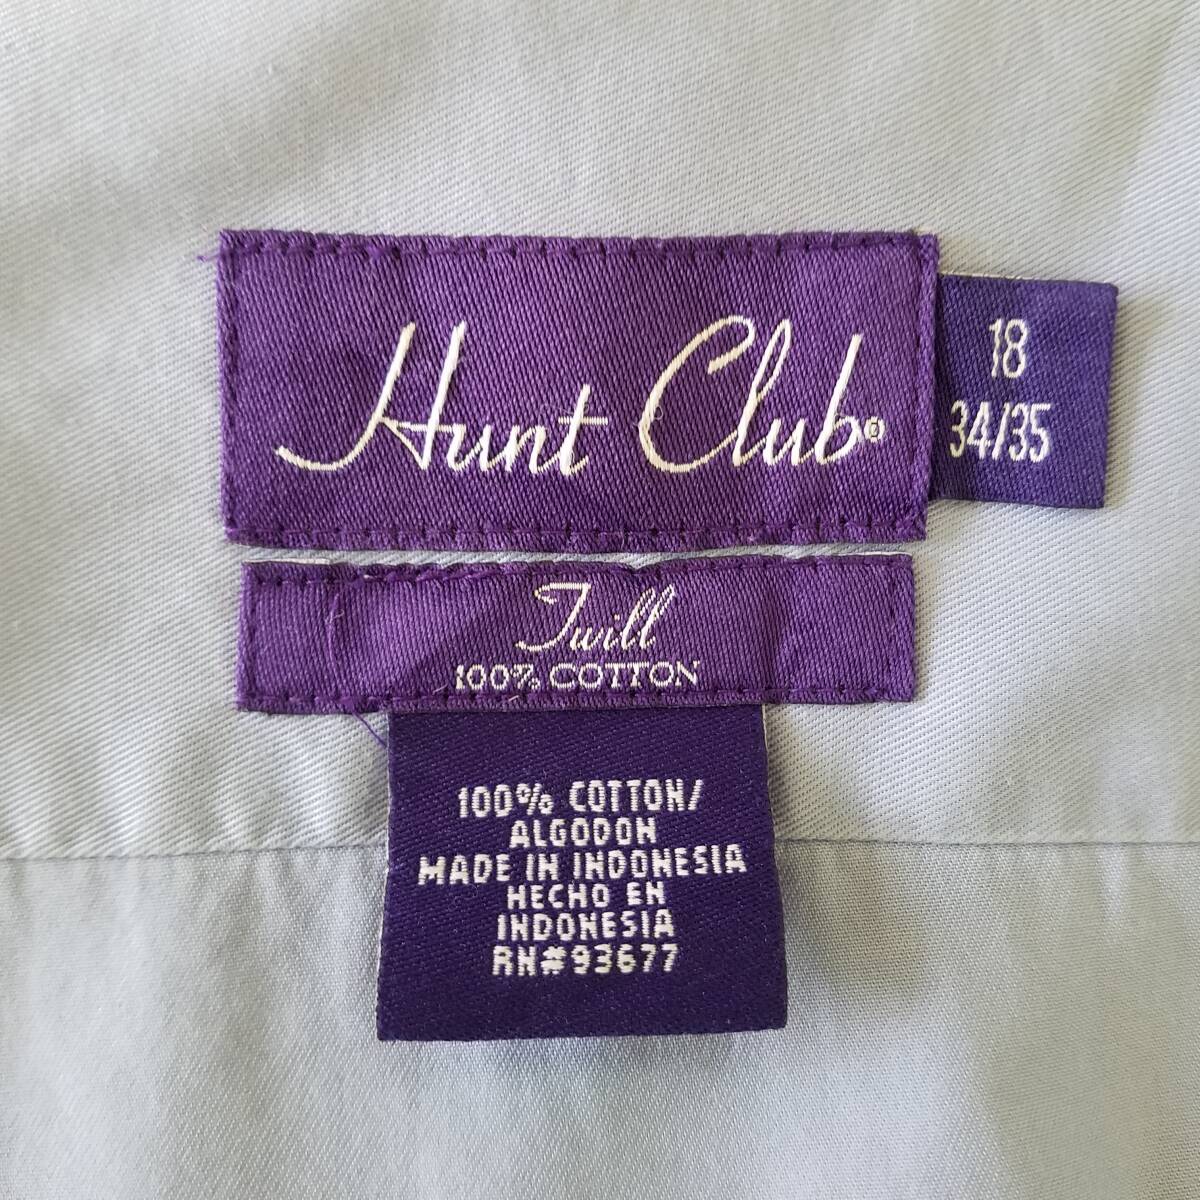 Hunt Club®
18
34/35
Twill
100% COTTON
100% COTTON/
ALGODON
MADE IN INDONESIA
HECHO EN
INDONESIA
RN#93677